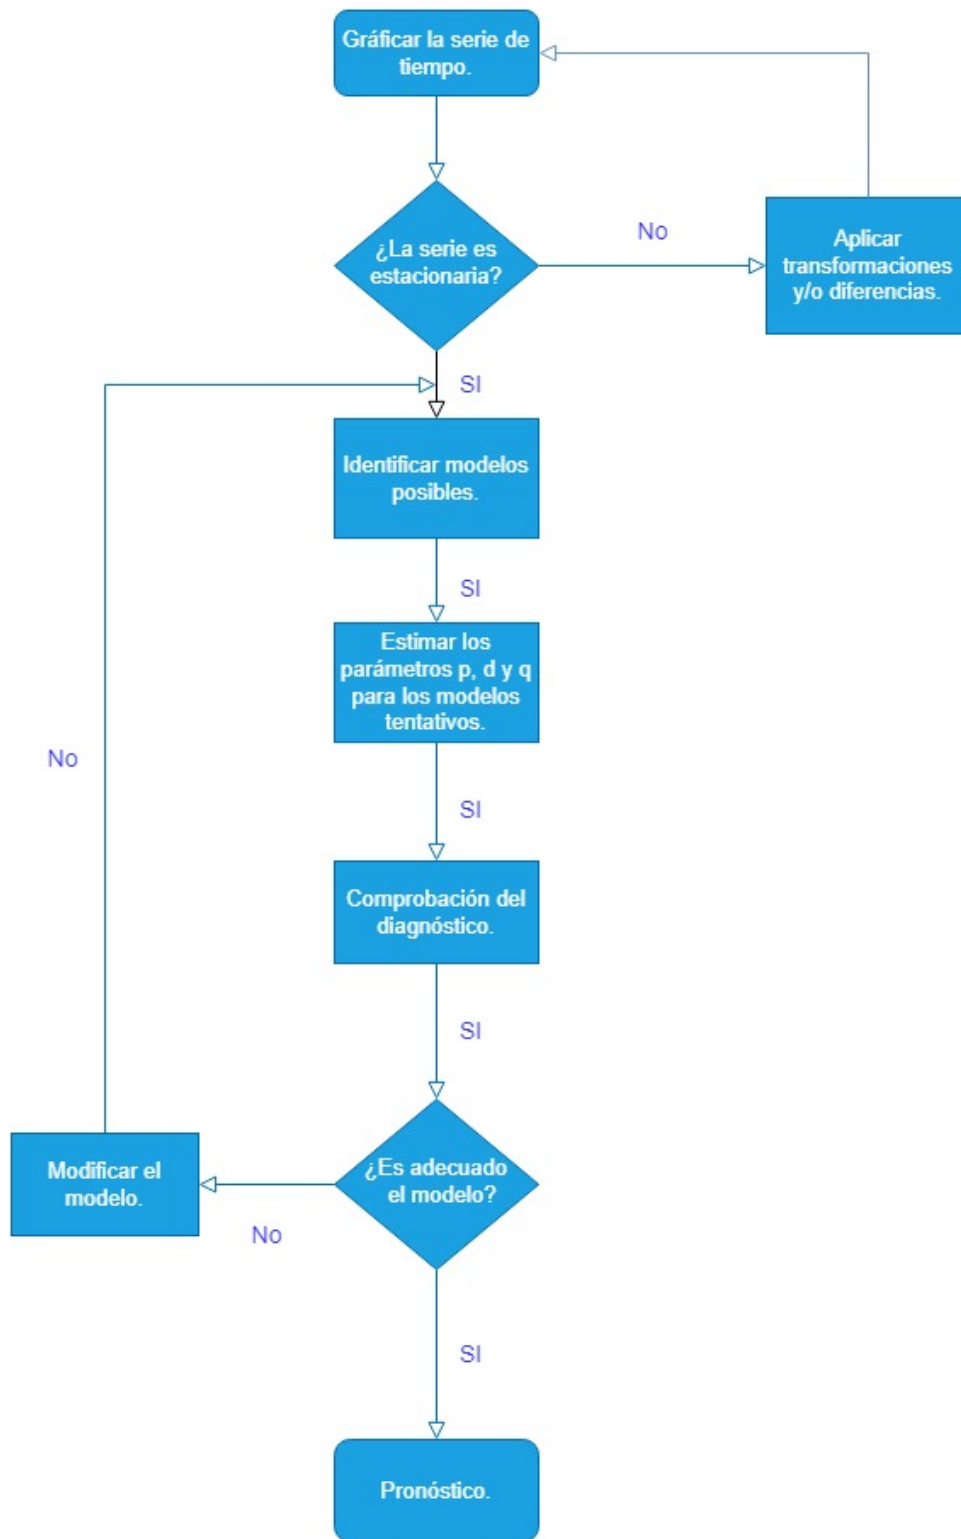 Gráficar la serie de
tiempo.
¿La serie es
estacionaria?
No
Aplicar
transformaciones
y/o diferencias.
SI
Identificar modelos
posibles.
SI
Estimar los
parámetros p, d y q
para los modelos
tentativos.
No
SI
Comprobación del
diagnóstico.
SI
¿Es adecuado
el modelo?
Modificar el
modelo.
No
SI
Pronóstico.